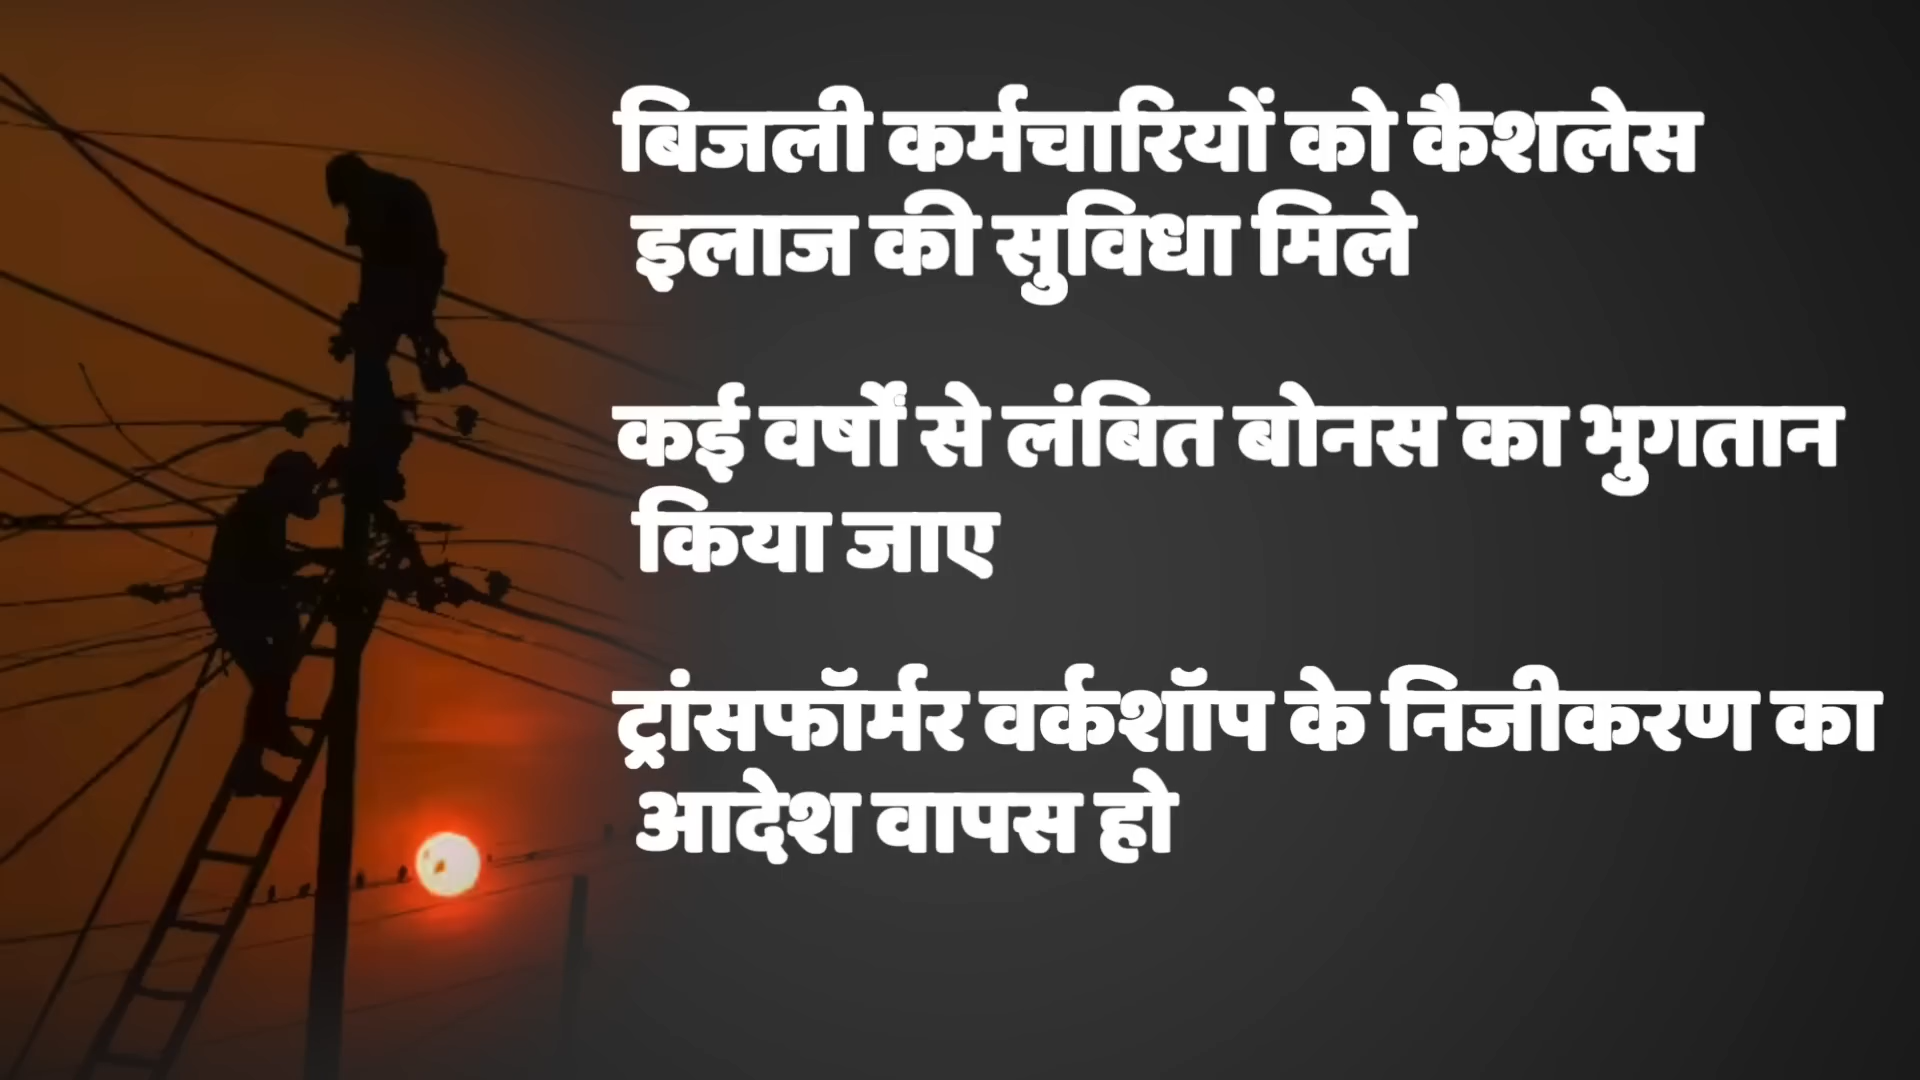 बिजली कर्मचारियों को कैशलेस
इलाज की सुविधा मिले
कई वर्षों से लंबित बोनस का भुगतान
किया जाए
ट्रांसफॉर्मर वर्कशॉप के निजीकरण का
आदेश वापस हो